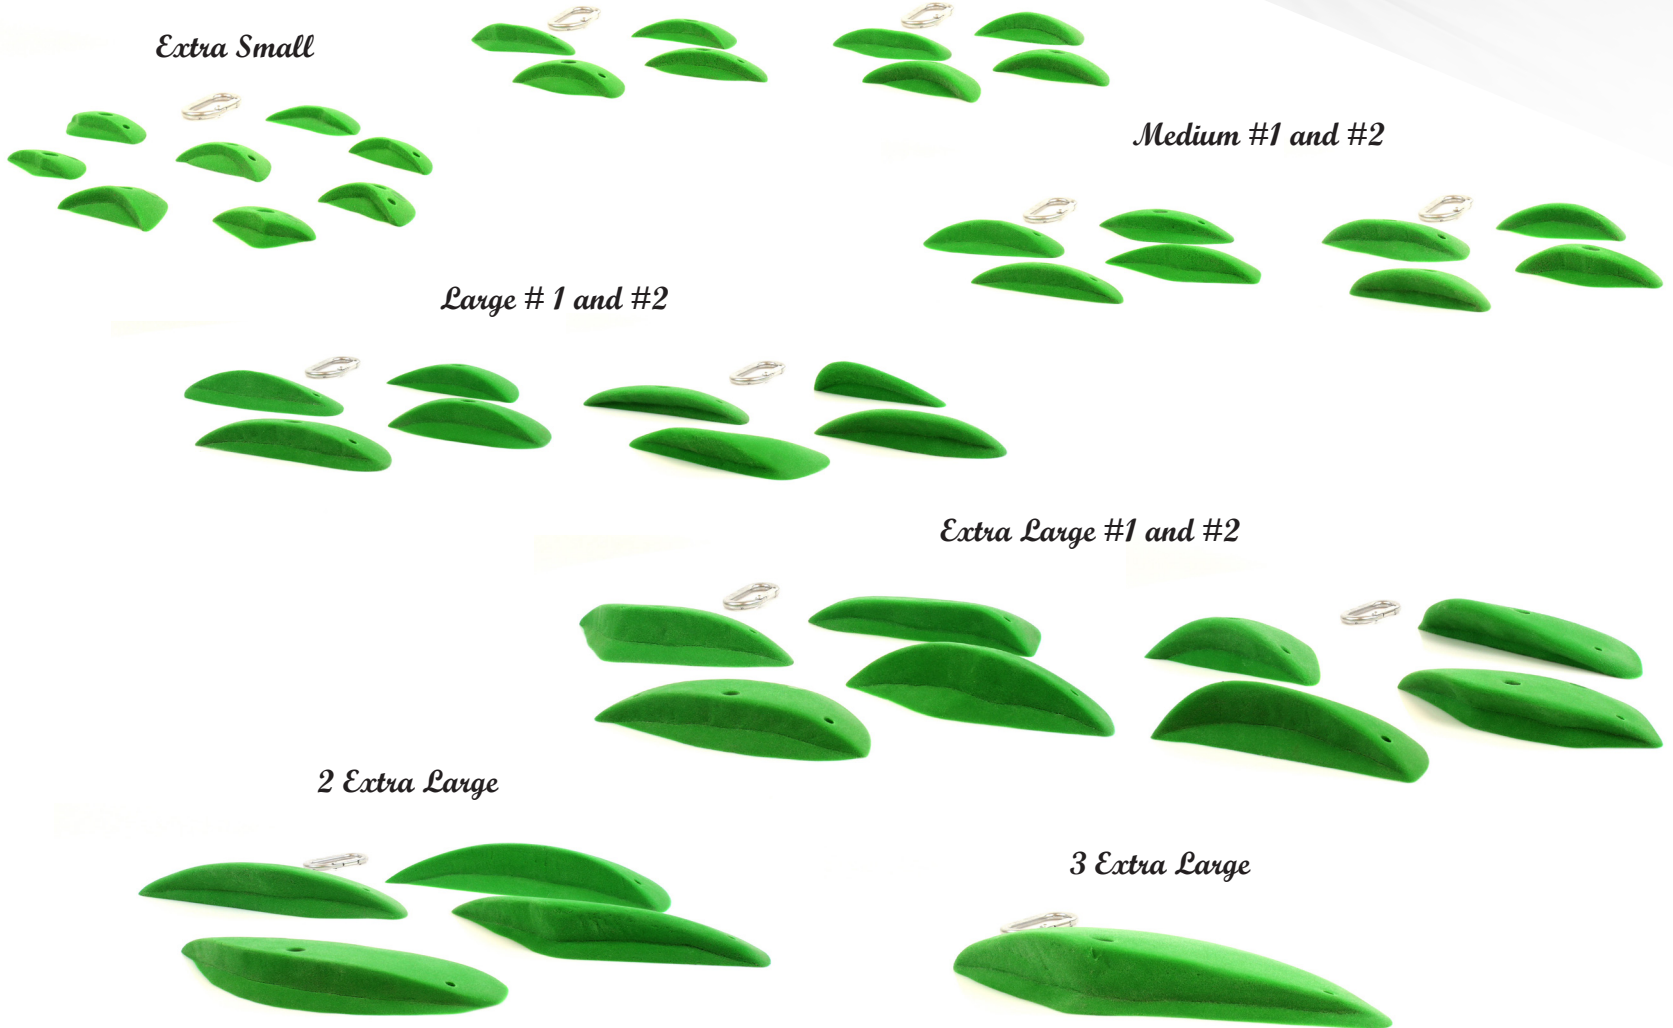 Extra Small
Medium #1 and #2
Large # 1 and #2
Extra Large #1 and #2
2 Extra Large
3 Extra Large